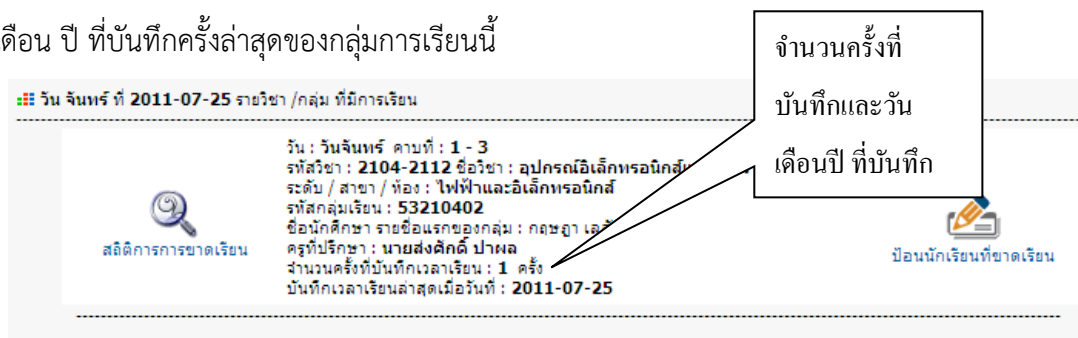 ดือน ปี ที่บันทึกครั้งล่าสุดของกลุ่มการเรียนนี้
จำนวนครั้งที่
บันทึกและวัน
เดือนปี ที่บันทึก
วัน จันทร์ ที่ 2011-07-25 รายวิชา /กลุ่ม ที่มีการเรียน
วัน : วันจันทร์ คาบที่ : 1 - 3
รหัสวิชา : 2104-2112 ชื่อวิชา : อุปกรณ์อิเล็กทรอนิกส์
ระดับ / สาขา / ห้อง : ไฟฟ้าและอิเล็กทรอนิกส์
รหัสกลุ่มเรียน : 53210402
ชื่อนักศึกษา รายชื่อแรกของกลุ่ม : กฤษฎา
ครูที่ปรึกษา : นายส่งศักดิ์ ปาผล
จำนวนครั้งที่บันทึกเวลาเรียน : 1 ครั้ง
บันทึกเวลาเรียนล่าสุดเมื่อวันที่ : 2011-07-25
สถิติการการขาดเรียน
ป้อนนักเรียนที่ขาดเรียน